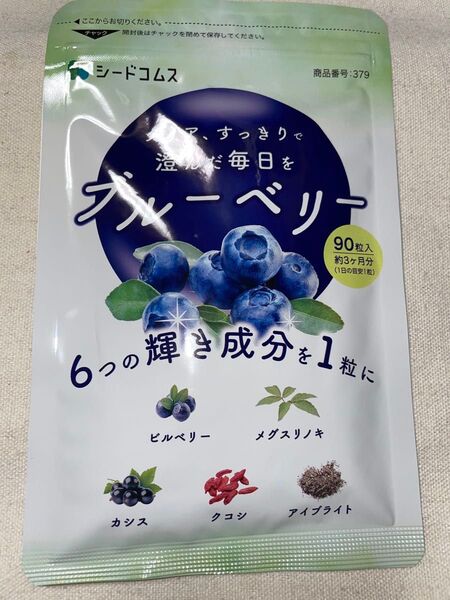 ここからお切りください。
チャック
開封後はチャックを閉めて保存してください。
シードコムス
商品番号:379
ア、すっきりで
澄んだ毎日を
ブルーベリー
90粒入
約3ヶ月分
(1日の目安1粒)
6つの輝き成分を1粒に
ビルベリー
メグスリノキ
カシス
クコシ
アイブライト